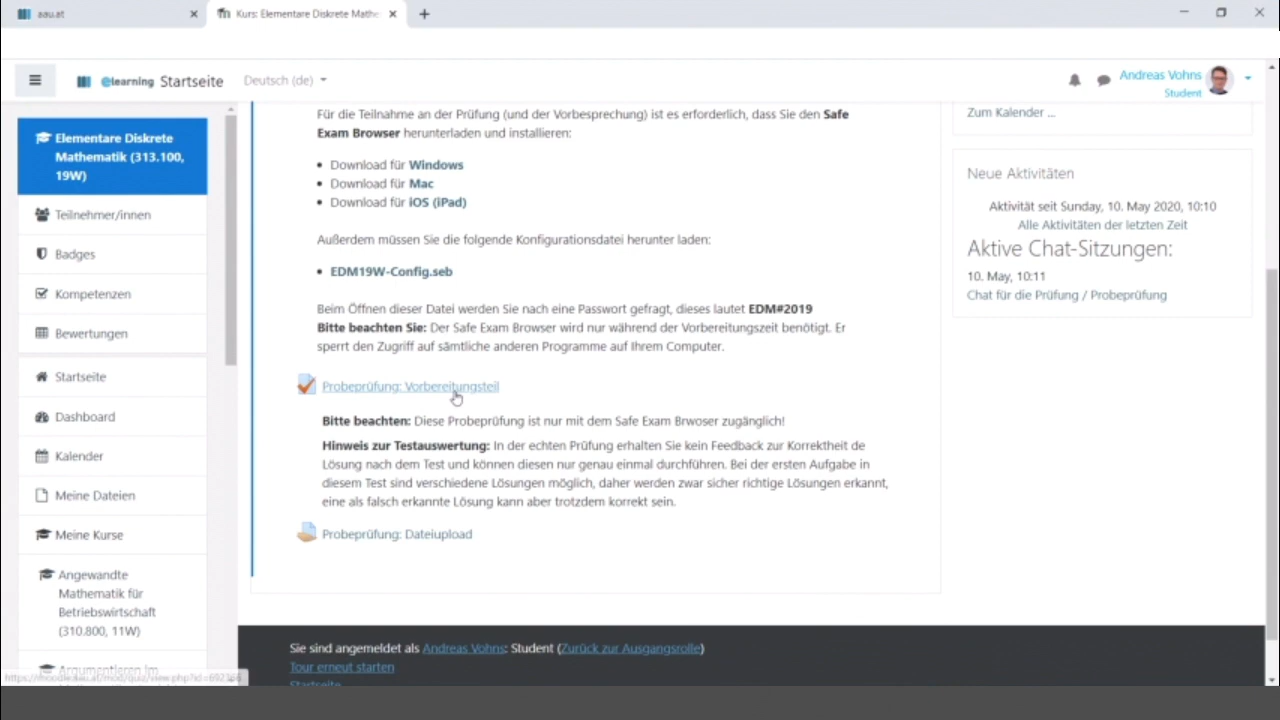 aau.at
Kurs: Elementare Diskrete Mathe
elearning Startseite
Deutsch (de)
Andreas Vohns
Student
Elementare Diskrete
Mathematik (313.100,
19W)
Teilnehmer/innen
Badges
Kompetenzen
Bewertungen
Startseite
Dashboard
Kalender
Meine Dateien
Meine Kurse
Angewandte
Mathematik für
Betriebswirtschaft
(310.800, 11W)
Argumentieren im
Für die Teilnahme an der Prüfung (und der Vorbesprechung) ist es erforderlich, dass Sie den Safe
Exam Browser herunterladen und installieren:
• Download für Windows
• Download für Mac
• Download für iOS (iPad)
Außerdem müssen Sie die folgende Konfigurationsdatei herunter laden:
• EDM19W-Config.seb
Beim Öffnen dieser Datei werden Sie nach eine Passwort gefragt, dieses lautet EDM#2019
Bitte beachten Sie: Der Safe Exam Browser wird nur während der Vorbereitungszeit benötigt. Er
sperrt den Zugriff auf sämtliche anderen Programme auf Ihrem Computer.
Probeprüfung: Vorbereitungsteil
Bitte beachten: Diese Probeprüfung ist nur mit dem Safe Exam Brwoser zugänglich!
Hinweis zur Testauswertung: In der echten Prüfung erhalten Sie kein Feedback zur Korrektheit de
Lösung nach dem Test und können diesen nur genau einmal durchführen. Bei der ersten Aufgabe in
diesem Test sind verschiedene Lösungen möglich, daher werden zwar sicher richtige Lösungen erkannt,
eine als falsch erkannte Lösung kann aber trotzdem korrekt sein.
Probeprüfung: Dateiupload
Zum Kalender ...
Neue Aktivitäten
Aktivität seit Sunday, 10. May 2020, 10:10
Alle Aktivitäten der letzten Zeit
Aktive Chat-Sitzungen:
10. May, 10:11
Chat für die Prüfung / Probeprüfung
Sie sind angemeldet als Andreas Vohns: Student (Zurück zur Ausgangsrolle)
Tour erneut starten
Startseite